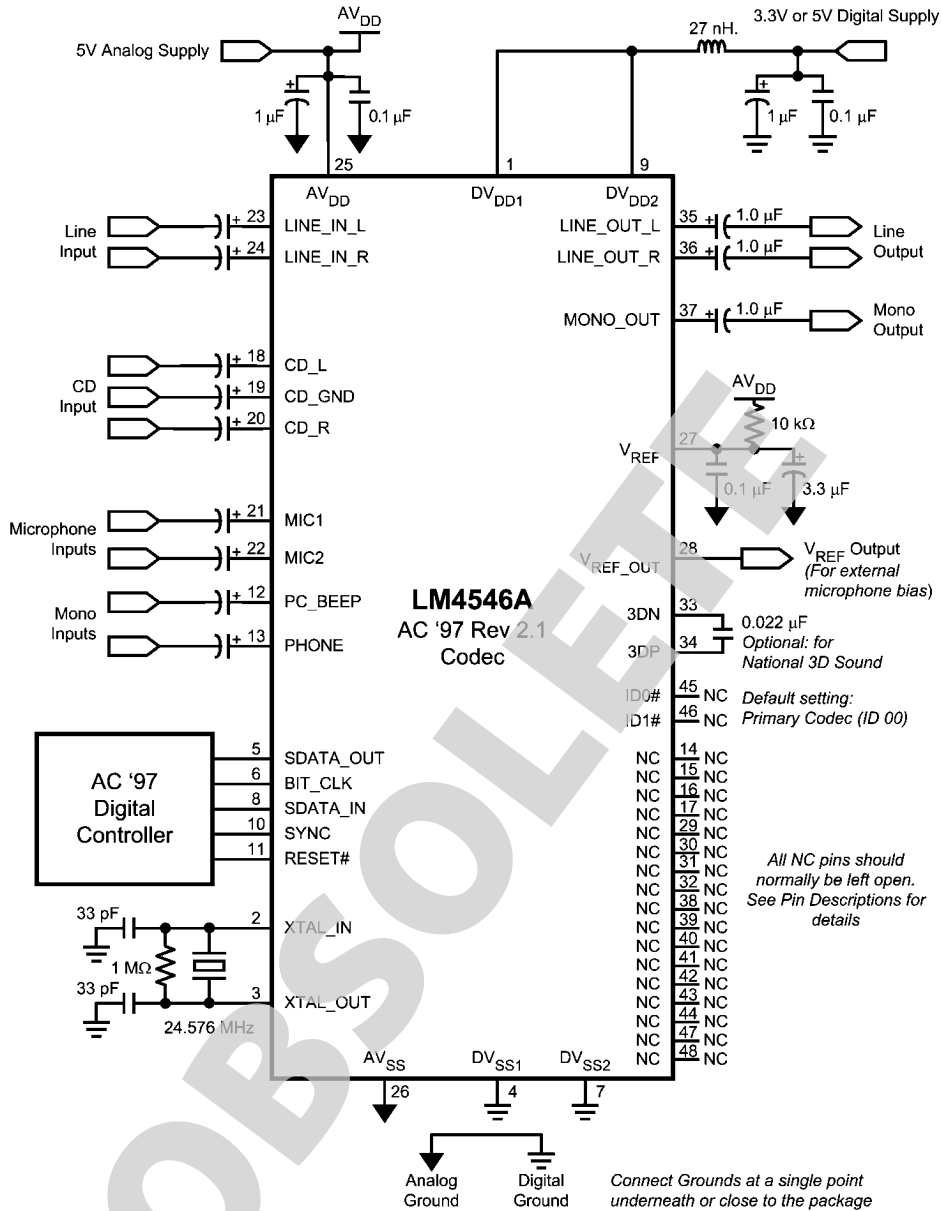 AVDD
5V Analog Supply
1 µF
0.1 µF
27 nH.
3.3V or 5V Digital Supply
1 µF
0.1 µF
25
1
9
AVDD
DVDD1
DVDD2
Line
Input
23
LINE_IN_L
24
LINE_IN_R
LINE_OUT_L
35
1.0 µF
LINE_OUT_R
36
1.0 µF
Line
Output
MONO_OUT
37
1.0 µF
Mono
Output
CD
Input
18
CD_L
19
CD_GND
20
CD_R
AVDD
10 kΩ
VREF
27
0.1 µF
3.3 µF
Microphone
Inputs
21
MIC1
22
MIC2
VREF_OUT
28
VREF Output
(For external
microphone bias)
Mono
Inputs
12
PC_BEEP
13
PHONE
LM4546A
AC '97 Rev 2.1
Codec
3DN
33
3DP
34
0.022 µF
Optional: for
National 3D Sound
ID0#
45
NC
ID1#
46
NC
Default setting:
Primary Codec (ID 00)
AC '97
Digital
Controller
5
SDATA_OUT
6
BIT_CLK
8
SDATA_IN
10
SYNC
11
RESET#
NC 14 NC
NC 15 NC
NC 16 NC
NC 17 NC
NC 29 NC
NC 30 NC
NC 31 NC
NC 32 NC
NC 38 NC
NC 39 NC
NC 40 NC
NC 41 NC
NC 42 NC
NC 43 NC
NC 44 NC
NC 47 NC
NC 48 NC
All NC pins should
normally be left open.
See Pin Descriptions for
details
33 pF
2
XTAL_IN
1 MΩ
33 pF
3
XTAL_OUT
24.576 MHz
AVSS
DVSS1
DVSS2
26
4
7
Analog
Ground
Digital
Ground
Connect Grounds at a single point
underneath or close to the package
OBSOLETE